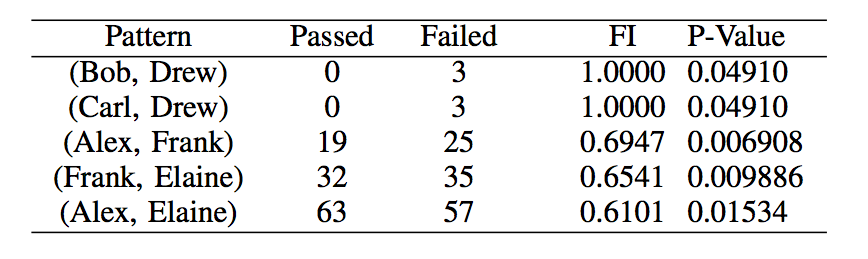 Pattern Passed Failed FI P-Value
(Bob, Drew) 0 3 1.0000 0.04910
(Carl, Drew) 0 3 1.0000 0.04910
(Alex, Frank) 19 25 0.6947 0.006908
(Frank, Elaine) 32 35 0.6541 0.009886
(Alex, Elaine) 63 57 0.6101 0.01534